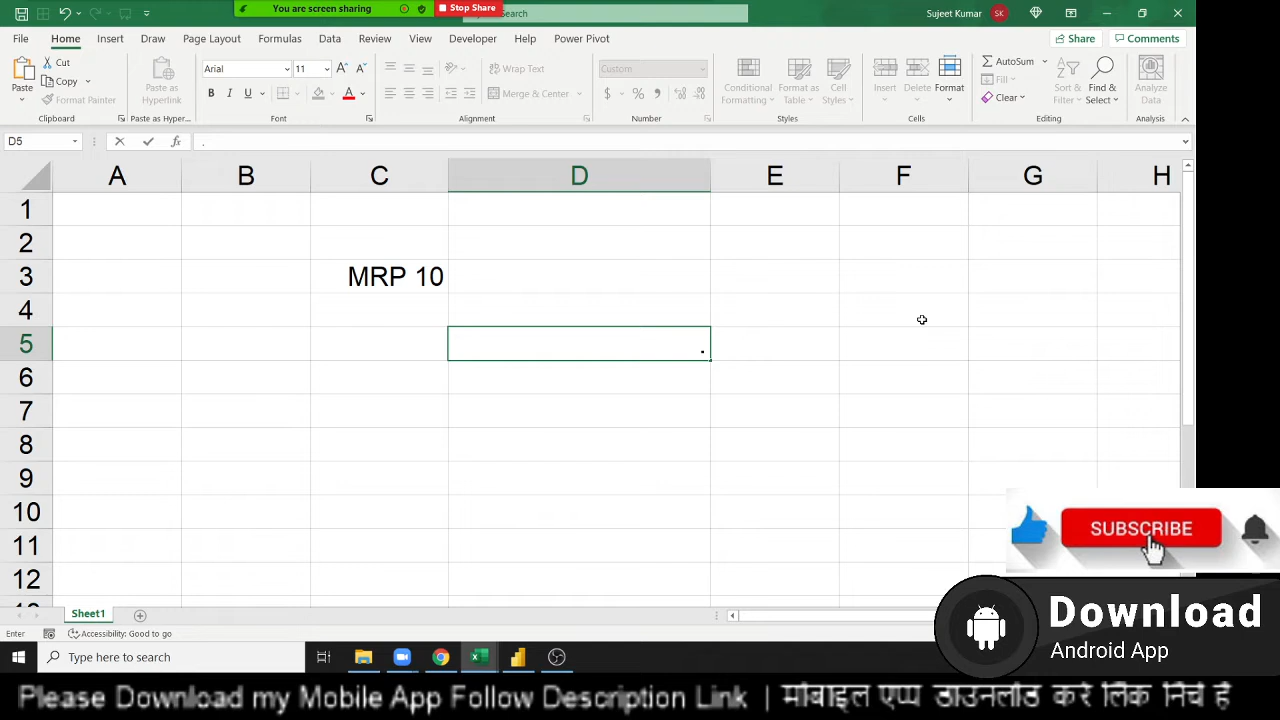 You are screen sharing
Stop Share
Search
Sujeet Kumar
SK
File Home Insert Draw Page Layout Formulas Data Review View Developer Help Power Pivot
Share
Comments
Paste
Cut
Copy
Format Painter
Clipboard
Paste as
Hyperlink
Paste as Hyper...
Arial
11
A A
B I U
A
Font
Wrap Text
Merge & Center
Alignment
Custom
$ % ,
Number
Conditional
Formatting
Format as
Table
Cell
Styles
Styles
Insert
Delete
Format
Cells
AutoSum
Fill
Clear
Sort &
Filter
Find &
Select
Editing
Analyze
Data
Analysis
D5
fx
.
A B C D E F G H
1
2
3 MRP 10
4
5 .
6
7
8
9
10
11
12
SUBSCRIBE
Sheet1
Enter
Accessibility: Good to go
Download
Android App
Type here to search
Please Download my Mobile App Follow Description Link | मोबाइल एप्प डाउनलोड करे लिंक निचे है